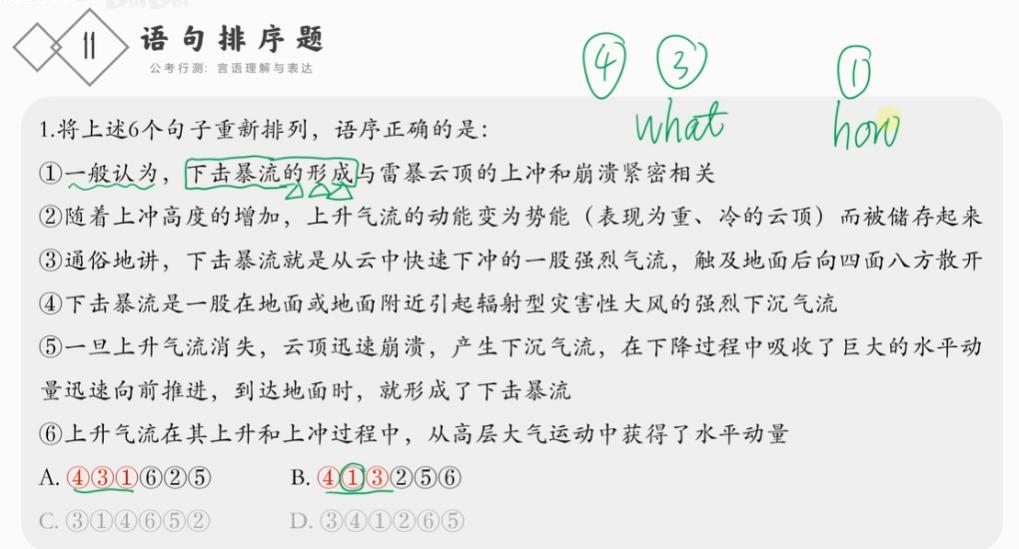 11 语句排序题
公考行测: 言语理解与表达
④ ③ ①
what how
1.将上述6个句子重新排列，语序正确的是：
①一般认为，下击暴流的形成与雷暴云顶的上冲和崩溃紧密相关
②随着上冲高度的增加，上升气流的动能变为势能（表现为重、冷的云顶）而被储存起来
③通俗地讲，下击暴流就是从云中快速下冲的一股强烈气流，触及地面后向四面八方散开
④下击暴流是一股在地面或地面附近引起辐射型灾害性大风的强烈下沉气流
⑤一旦上升气流消失，云顶迅速崩溃，产生下沉气流，在下降过程中吸收了巨大的水平动
量迅速向前推进，到达地面时，就形成了下击暴流
⑥上升气流在其上升和上冲过程中，从高层大气运动中获得了水平动量
A. ④③①⑥②⑤ B. ④①③②⑤⑥
C. ③①④⑥⑤② D. ③④①②⑥⑤